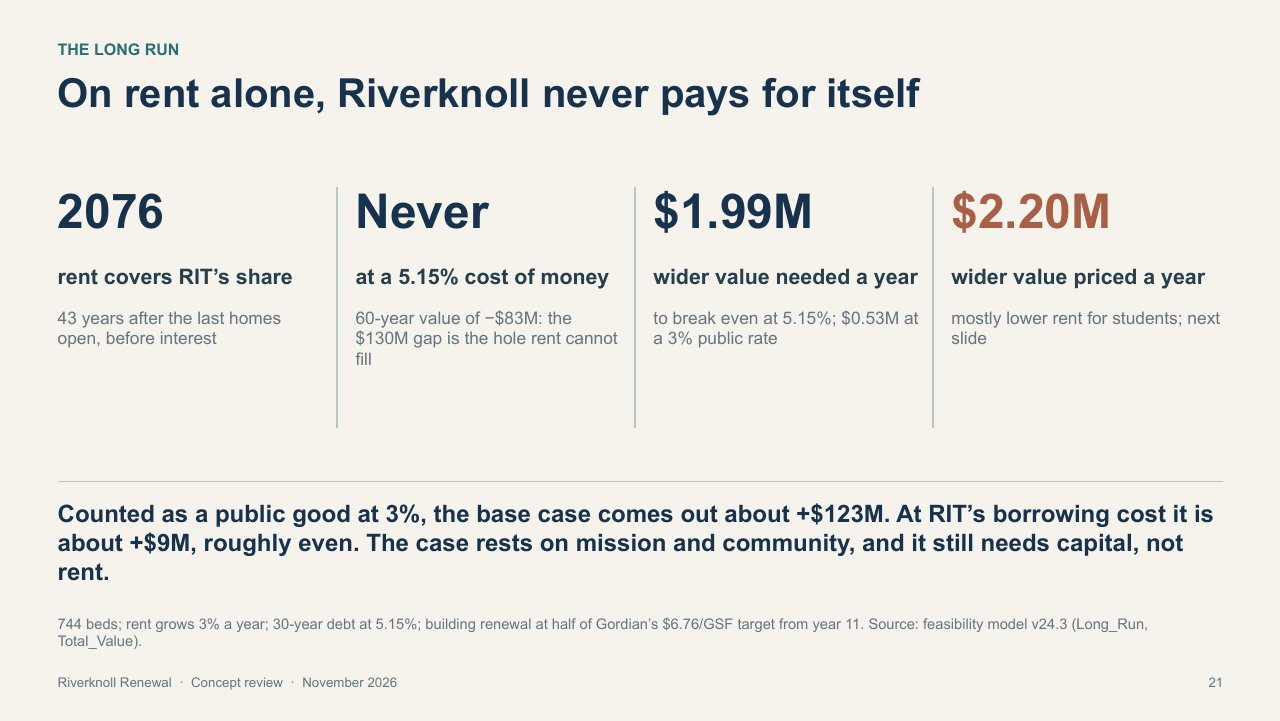 THE LONG RUN
On rent alone, Riverknoll never pays for itself
2076
rent covers RIT’s share
43 years after the last homes
open, before interest
Never
at a 5.15% cost of money
60-year value of −$83M: the
$130M gap is the hole rent cannot
fill
$1.99M
wider value needed a year
to break even at 5.15%; $0.53M at
a 3% public rate
$2.20M
wider value priced a year
mostly lower rent for students; next
slide
Counted as a public good at 3%, the base case comes out about +$123M. At RIT’s borrowing cost it is
about +$9M, roughly even. The case rests on mission and community, and it still needs capital, not
rent.
744 beds; rent grows 3% a year; 30-year debt at 5.15%; building renewal at half of Gordian’s $6.76/GSF target from year 11. Source: feasibility model v24.3 (Long_Run,
Total_Value).
Riverknoll Renewal · Concept review · November 2026
21